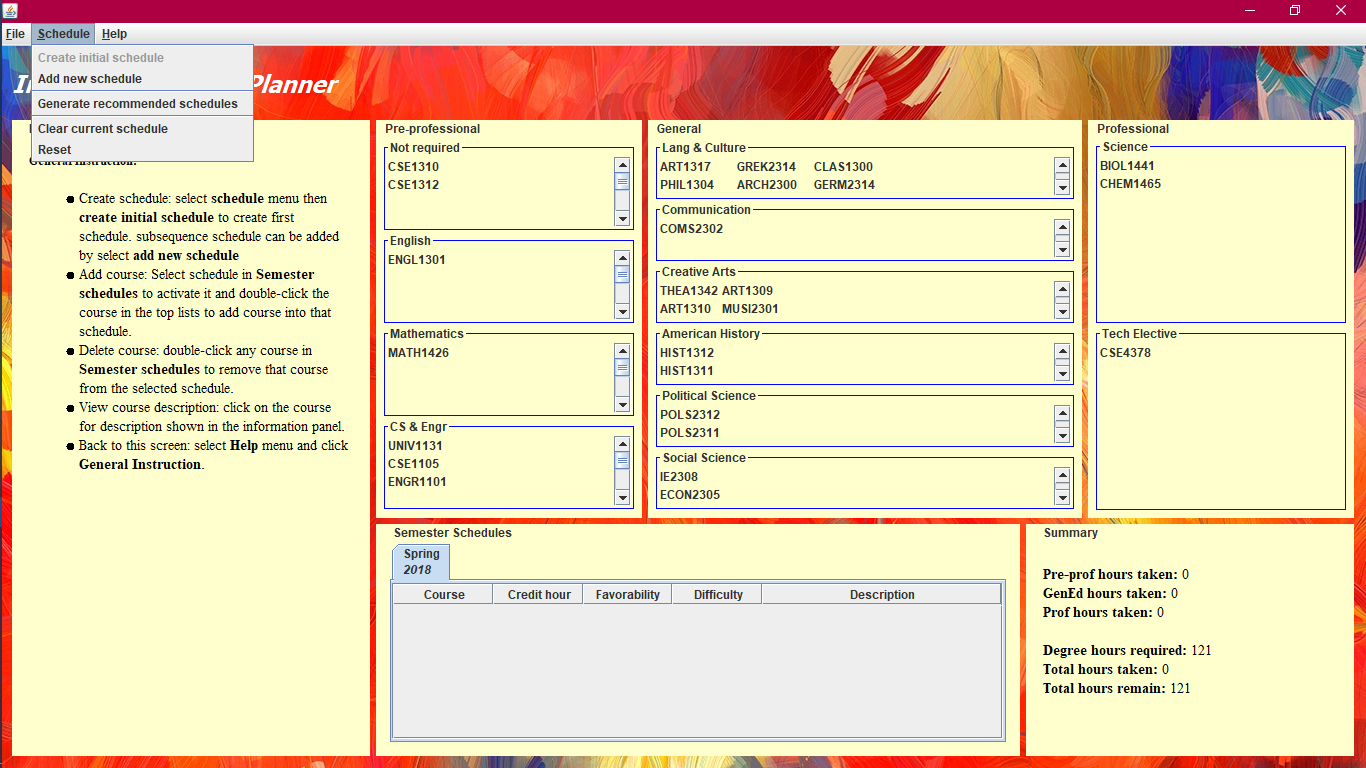 File Schedule Help
Create initial schedule
Add new schedule
Generate recommended schedules
Clear current schedule
Reset
Planner
General Instruction:
Create schedule: select schedule menu then
create initial schedule to create first
schedule. subsequence schedule can be added
by select add new schedule
Add course: Select schedule in Semester
schedules to activate it and double-click the
course in the top lists to add course into that
schedule.
Delete course: double-click any course in
Semester schedules to remove that course
from the selected schedule.
View course description: click on the course
for description shown in the information panel.
Back to this screen: select Help menu and click
General Instruction.
Pre-professional
Not required
CSE1310
CSE1312
English
ENGL1301
Mathematics
MATH1426
CS & Engr
UNIV1131
CSE1105
ENGR1101
General
Lang & Culture
ART1317 GREK2314 CLAS1300
PHIL1304 ARCH2300 GERM2314
Communication
COMS2302
Creative Arts
THEA1342 ART1309
ART1310 MUSI2301
American History
HIST1312
HIST1311
Political Science
POLS2312
POLS2311
Social Science
IE2308
ECON2305
Professional
Science
BIOL1441
CHEM1465
Tech Elective
CSE4378
Semester Schedules
Spring
2018
Course Credit hour Favorability Difficulty Description
Summary
Pre-prof hours taken: 0
GenEd hours taken: 0
Prof hours taken: 0
Degree hours required: 121
Total hours taken: 0
Total hours remain: 121